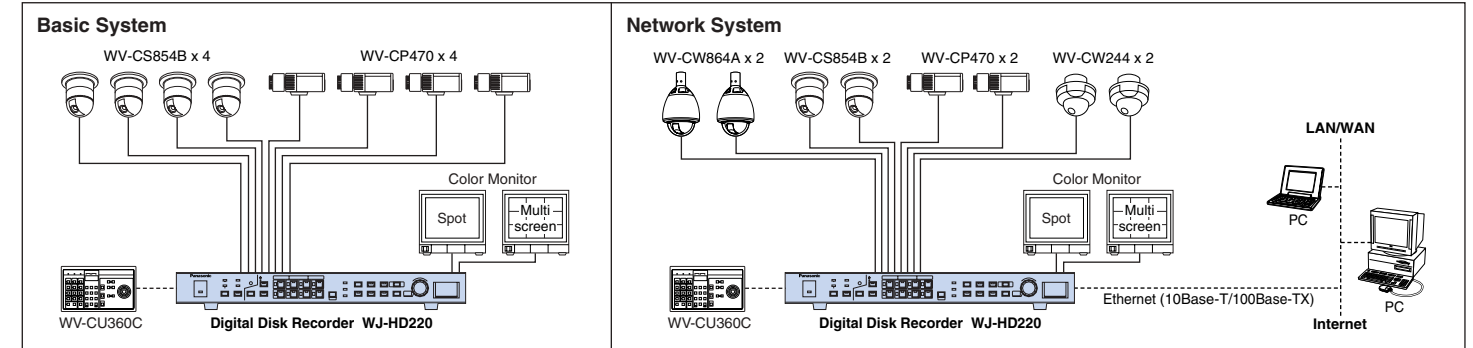 Basic System
WV-CS854B x 4
WV-CP470 x 4
Color Monitor
Spot
Multi
screen
Panasonic
WV-CU360C
Digital Disk Recorder WJ-HD220
Network System
WV-CW864A x 2
WV-CS854B x 2
WV-CP470 x 2
WV-CW244 x 2
LAN/WAN
Color Monitor
Spot
Multi
screen
PC
Panasonic
Ethernet (10Base-T/100Base-TX)
PC
WV-CU360C
Digital Disk Recorder WJ-HD220
Internet